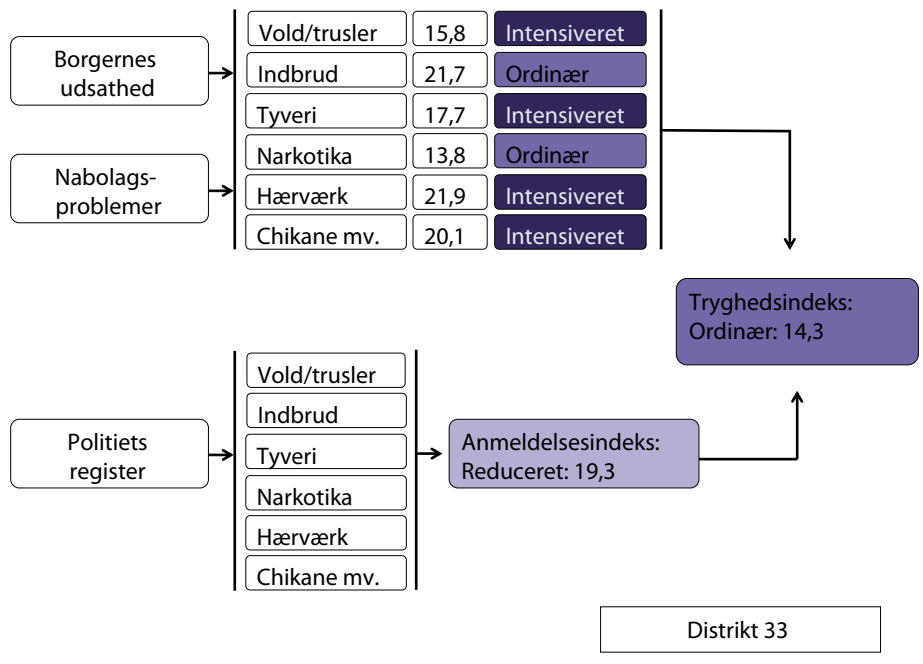 Borgernes
udsathed
Nabolags-
problemer
Vold/trusler 15,8 Intensiveret
Indbrud 21,7 Ordinær
Tyveri 17,7 Intensiveret
Narkotika 13,8 Ordinær
Hærværk 21,9 Intensiveret
Chikane mv. 20,1 Intensiveret
Tryghedsindeks:
Ordinær: 14,3
Politiets
register
Vold/trusler
Indbrud
Tyveri
Narkotika
Hærværk
Chikane mv.
Anmeldelsesindeks:
Reduceret: 19,3
Distrikt 33